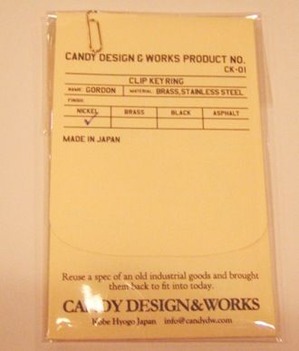 CANDY DESIGN & WORKS PRODUCT NO.
CK-01
CLIP KEYRING
NAME. GORDON MATERIAL. BRASS, STAINLESS STEEL
FINISH.
NICKEL BRASS BLACK ASPHALT
MADE IN JAPAN
Reuse a spec of an old industrial goods and brought
them back to fit into today.
CANDY DESIGN&WORKS
Kobe Hyogo Japan info@candydw.com